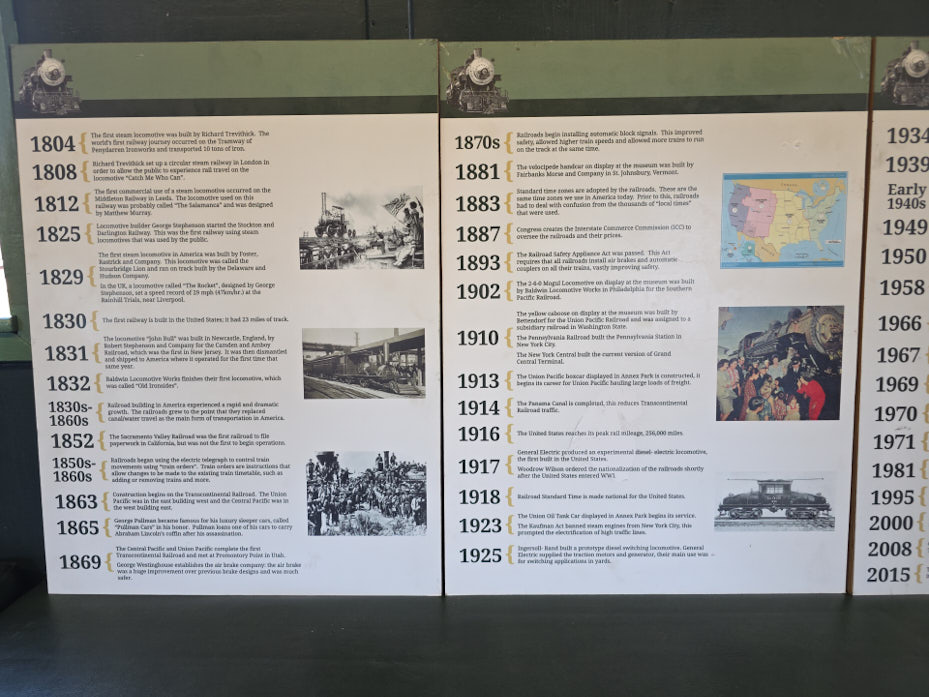 1804
The first steam locomotive was built by Richard Trevithick. The
world's first railway journey occurred on the Tramway of
Penydarren Ironworks and transported 10 tons of iron.
1808
Richard Trevithick set up a circular steam railway in London in
order to allow the public to experience rail travel on the
locomotive "Catch Me Who Can".
1812
The first commercial use of a steam locomotive occurred on the
Middleton Railway in Leeds. The locomotive used on this
railway was probably called "The Salamanca" and was designed
by Matthew Murray.
1825
Locomotive builder George Stephenson started the Stockton and
Darlington Railway. This was the first railway using steam
locomotives that was used by the public.
1829
The first steam locomotive in America was built by Foster,
Rastrick and Company. This locomotive was called the
Stourbridge Lion and ran on track built by the Delaware and
Hudson Company.
In the UK, a locomotive called "The Rocket", designed by George
Stephenson, set a speed record of 29 mph (47km/hr.) at the
Rainhill Trials, near Liverpool.
1830
The first railway is built in the United States; it had 23 miles of track.
1831
The locomotive "John Bull" was built in Newcastle, England, by
Robert Stephenson and Company for the Camden and Amboy
Railroad, which was the first in New Jersey. It was then dismantled
and shipped to America where it operated for the first time that
same year.
1832
Baldwin Locomotive Works finishes their first locomotive, which
was called "Old Ironsides".
1830s-
1860s
Railroad building in America experienced a rapid and dramatic
growth. The railroads grew to the point that they replaced
canal/water travel as the main form of transportation in America.
1852
The Sacramento Valley Railroad was the first railroad to file
paperwork in California, but was not the first to begin operations.
1850s-
1860s
Railroads began using the electric telegraph to control train
movements using "train orders". Train orders are instructions that
allow changes to be made to the existing train timetable, such as
adding or removing trains and more.
1863
Construction begins on the Transcontinental Railroad. The Union
Pacific was in the east building west and the Central Pacific was in
the west building east.
1865
George Pullman became famous for his luxury sleeper cars, called
"Pullman Cars" in his honor. Pullman loans one of his cars to carry
Abraham Lincoln's coffin after his assassination.
1869
The Central Pacific and Union Pacific complete the first
Transcontinental Railroad and met at Promontory Point in Utah.
George Westinghouse establishes the air brake company: the air brake
was a huge improvement over previous brake designs and was much
safer.
1870s
Railroads begin installing automatic block signals. This improved
safety, allowed higher train speeds and allowed more trains to run
on the track at the same time.
1881
The velocipede handcar on display at the museum was built by
Fairbanks Morse and Company in St. Johnsbury, Vermont.
1883
Standard time zones are adopted by the railroads. These are the
same time zones we use in America today. Prior to this, railroads
had to deal with confusion from the thousands of "local times"
that were used.
1887
Congress creates the Interstate Commerce Commission (ICC) to
oversee the railroads and their prices.
1893
The Railroad Safety Appliance Act was passed. This Act
requires that all railroads install air brakes and automatic
couplers on all their trains, vastly improving safety.
1902
The 2-6-0 Mogul Locomotive on display at the museum was built
by Baldwin Locomotive Works in Philadelphia for the Southern
Pacific Railroad.
1910
The yellow caboose on display at the museum was built by
Bettendorf for the Union Pacific Railroad and was assigned to a
subsidiary railroad in Washington State.
The Pennsylvania Railroad built the Pennsylvania Station in
New York City.
The New York Central built the current version of Grand
Central Terminal.
1913
The Union Pacific boxcar displayed in Annex Park is constructed, it
begins its career for Union Pacific hauling large loads of freight.
1914
The Panama Canal is completed, this reduces Transcontinental
Railroad traffic.
1916
The United States reaches its peak rail mileage, 256,000 miles.
1917
General Electric produced an experimental diesel- electric locomotive,
the first built in the United States.
Woodrow Wilson ordered the nationalization of the railroads shortly
after the United States entered WW1.
1918
Railroad Standard Time is made national for the United States.
1923
The Union Oil Tank Car displayed in Annex Park begins its service.
The Kaufman Act banned steam engines from New York City, this
prompted the electrification of high traffic lines.
1925
Ingersoll- Rand built a prototype diesel switching locomotive. General
Electric supplied the traction motors and generator, their main use was
for switching applications in yards.
1934
1939
Early
1940s
1949
1950
1958
1966
1967
1969
1970
1971
1981
1995
2000
2008
2015